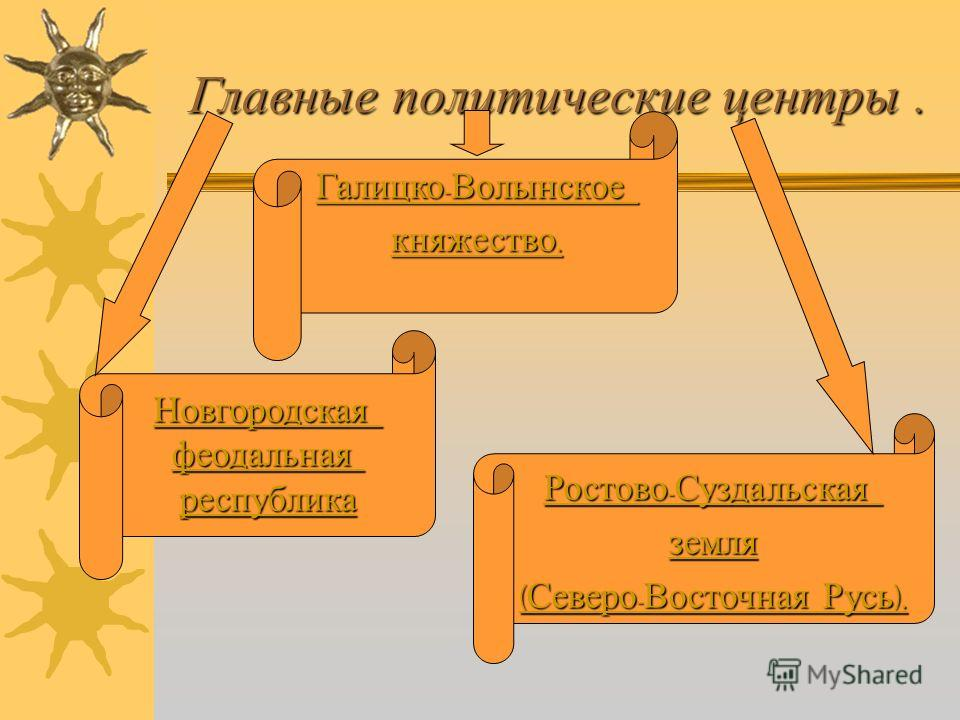 Главные политические центры .
Галицко-Волынское
княжество.
Новгородская
феодальная
республика
Ростово-Суздальская
земля
(Северо-Восточная Русь).
MyShared